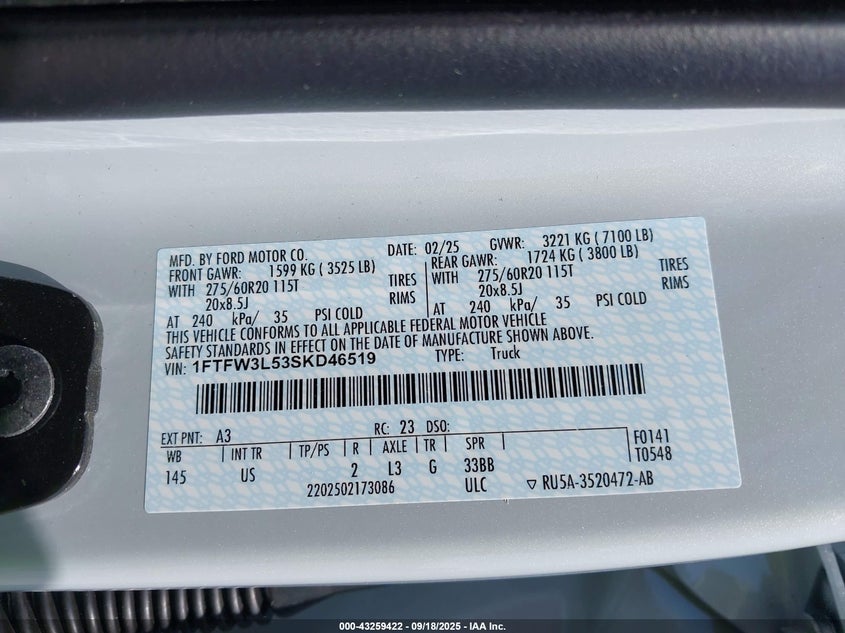 MFD. BY FORD MOTOR CO. DATE: 02/25 GVWR: 3221 KG ( 7100 LB)
FRONT GAWR: 1599 KG ( 3525 LB) REAR GAWR: 1724 KG ( 3800 LB)
WITH 275/60R20 115T TIRES WITH 275/60R20 115T TIRES
20x8.5J RIMS 20x8.5J RIMS
AT 240 kPa/ 35 PSI COLD AT 240 kPa/ 35 PSI COLD
THIS VEHICLE CONFORMS TO ALL APPLICABLE FEDERAL MOTOR VEHICLE
SAFETY STANDARDS IN EFFECT ON THE DATE OF MANUFACTURE SHOWN ABOVE.
VIN: 1FTFW3L53SKD46519 TYPE: Truck
EXT PNT: A3 RC: 23 DSO:
WB INT TR TP/PS R AXLE TR SPR F0141
145 US 2 L3 G 33BB T0548
2202502173086 ULC ▽ RU5A-3520472-AB
000-43259422 - 09/18/2025 - IAA Inc.